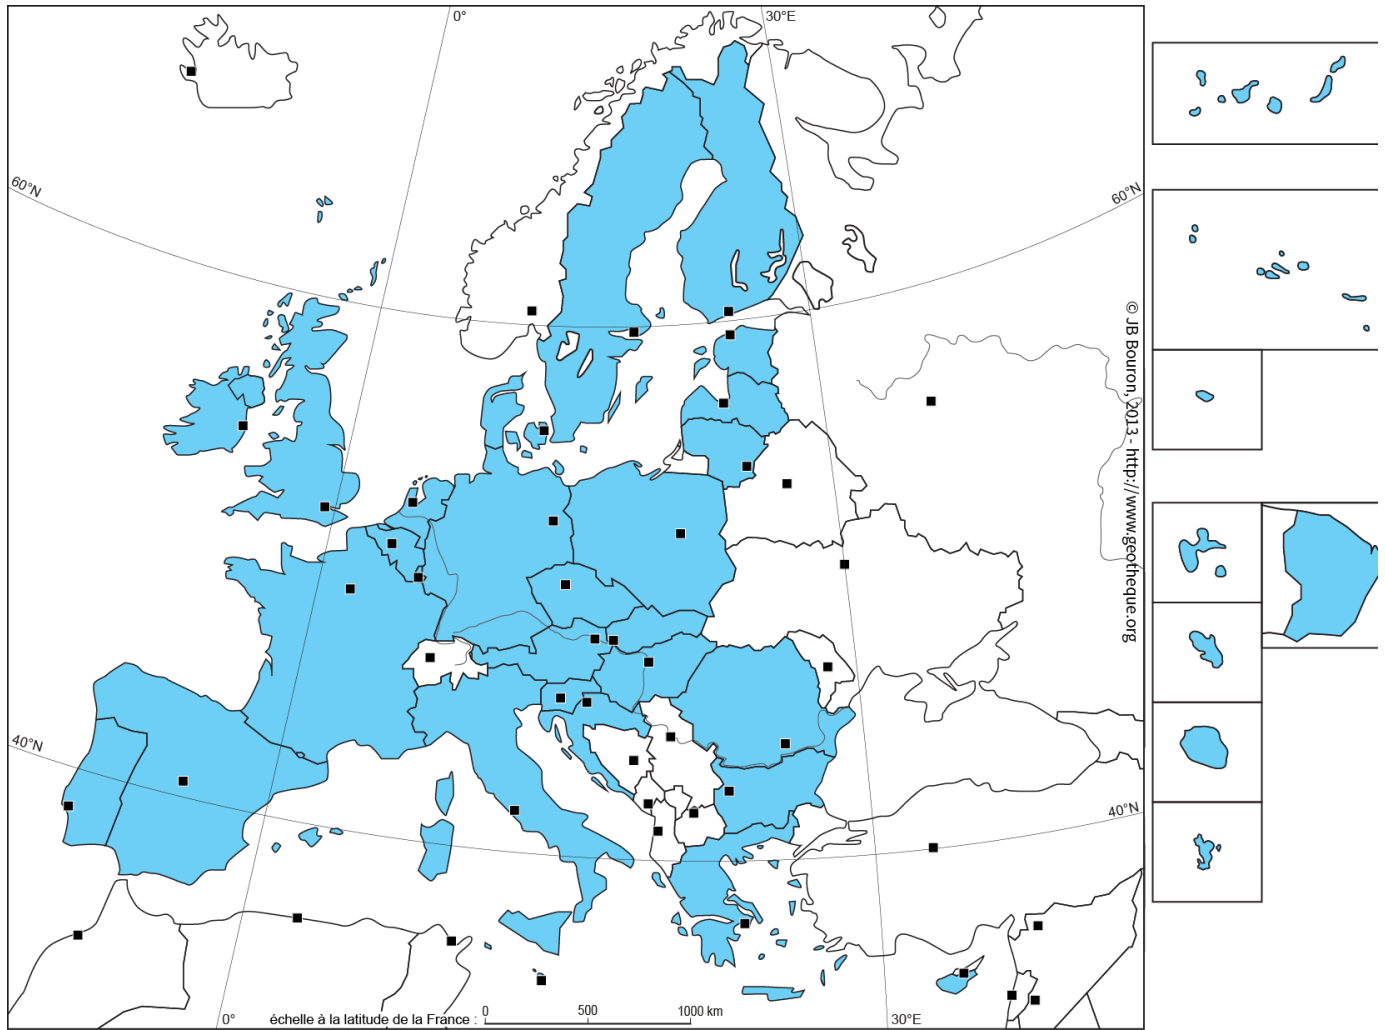 0°
30°E
60°N
60°N
© JB Bouron, 2013 - http://www.geotheque.org
40°N
40°N
0°
échelle à la latitude de la France :
0
500
1000 km
30°E